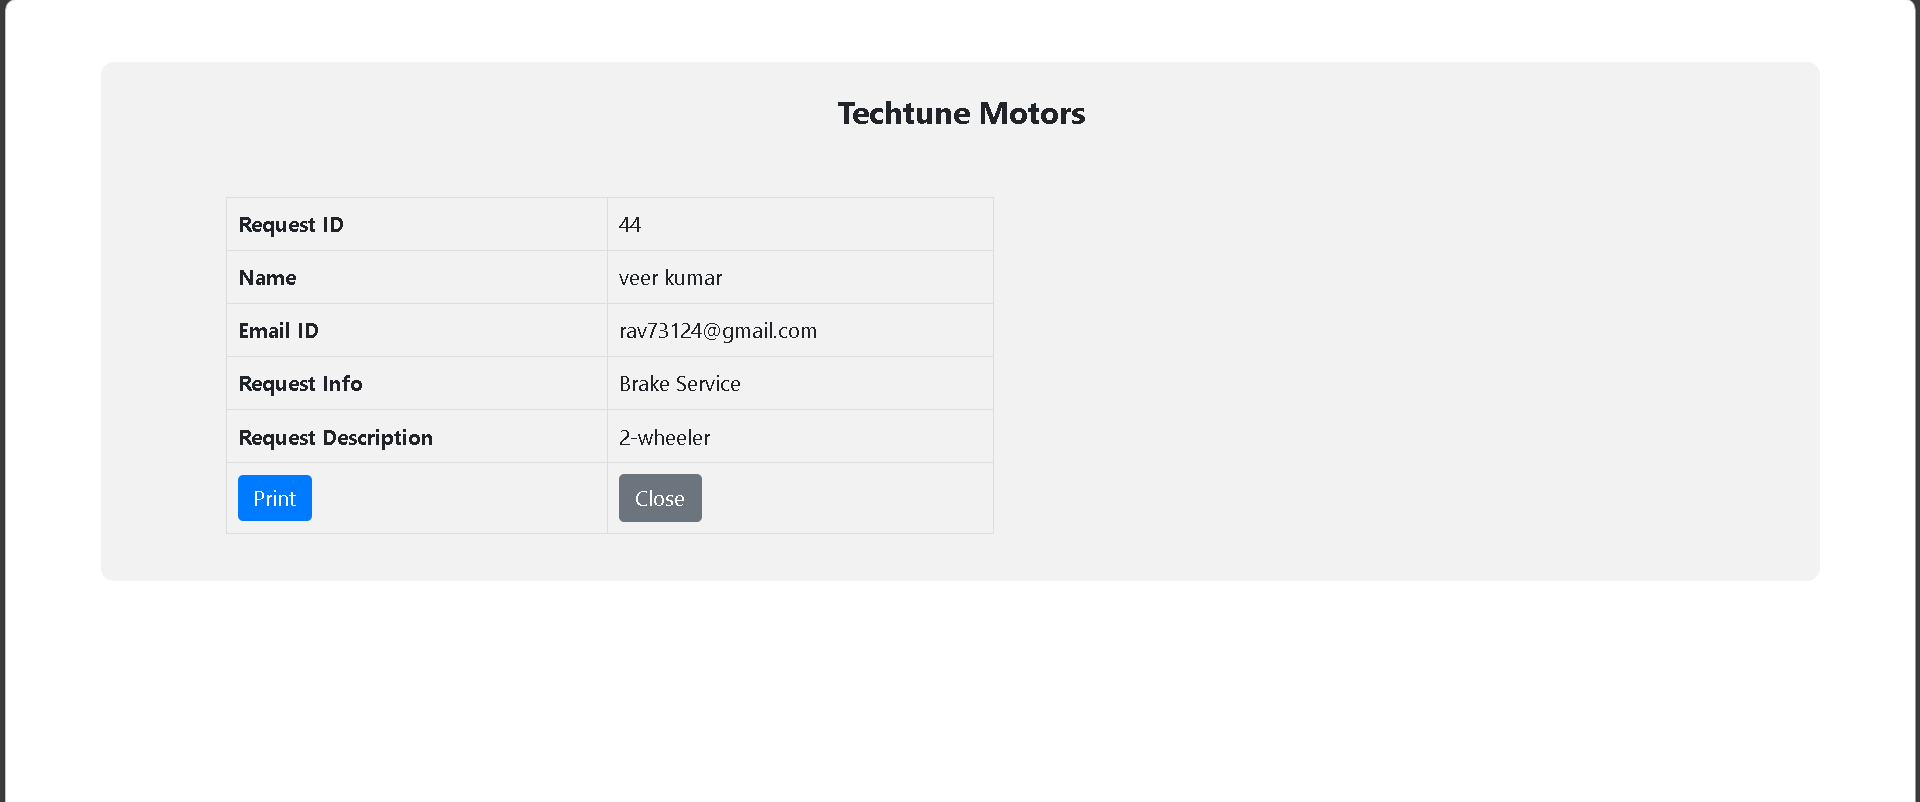 Techtune Motors
Request ID 44
Name veer kumar
Email ID rav73124@gmail.com
Request Info Brake Service
Request Description 2-wheeler
Print Close